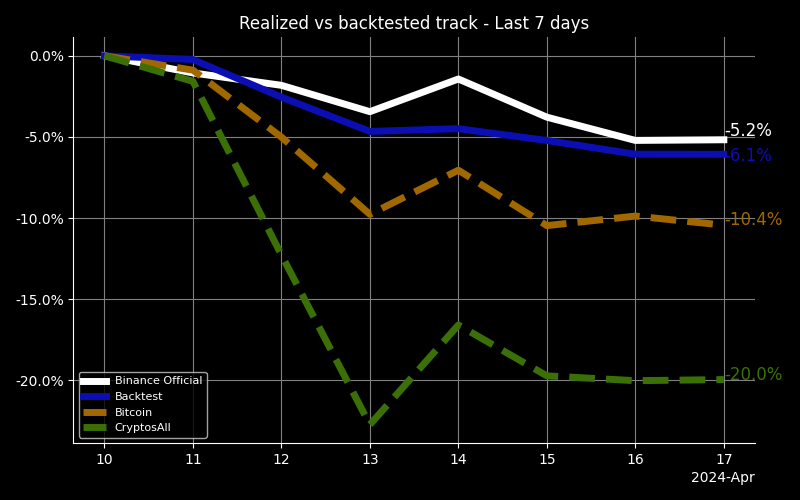 Realized vs backtested track - Last 7 days
0.0%
-5.0%
-10.0%
-15.0%
-20.0%
-5.2%
-6.1%
-10.4%
-20.0%
Binance Official
Backtest
Bitcoin
CryptosAll
10 11 12 13 14 15 16 17
2024-Apr